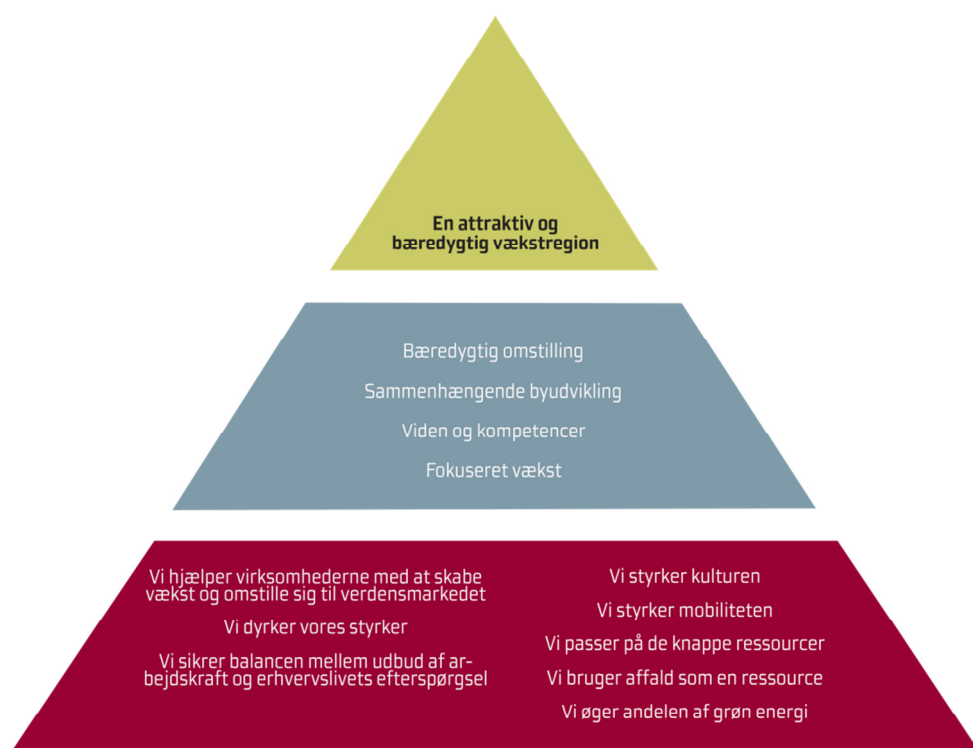 En attraktiv og
bæredygtig vækstregion
Bæredygtig omstilling
Sammenhængende byudvikling
Viden og kompetencer
Fokuseret vækst
Vi hjælper virksomhederne med at skabe
vækst og omstille sig til verdensmarkedet
Vi dyrker vores styrker
Vi sikrer balancen mellem udbud af ar-
bejdskraft og erhvervslivets efterspørgsel
Vi styrker kulturen
Vi styrker mobiliteten
Vi passer på de knappe ressourcer
Vi bruger affald som en ressource
Vi øger andelen af grøn energi